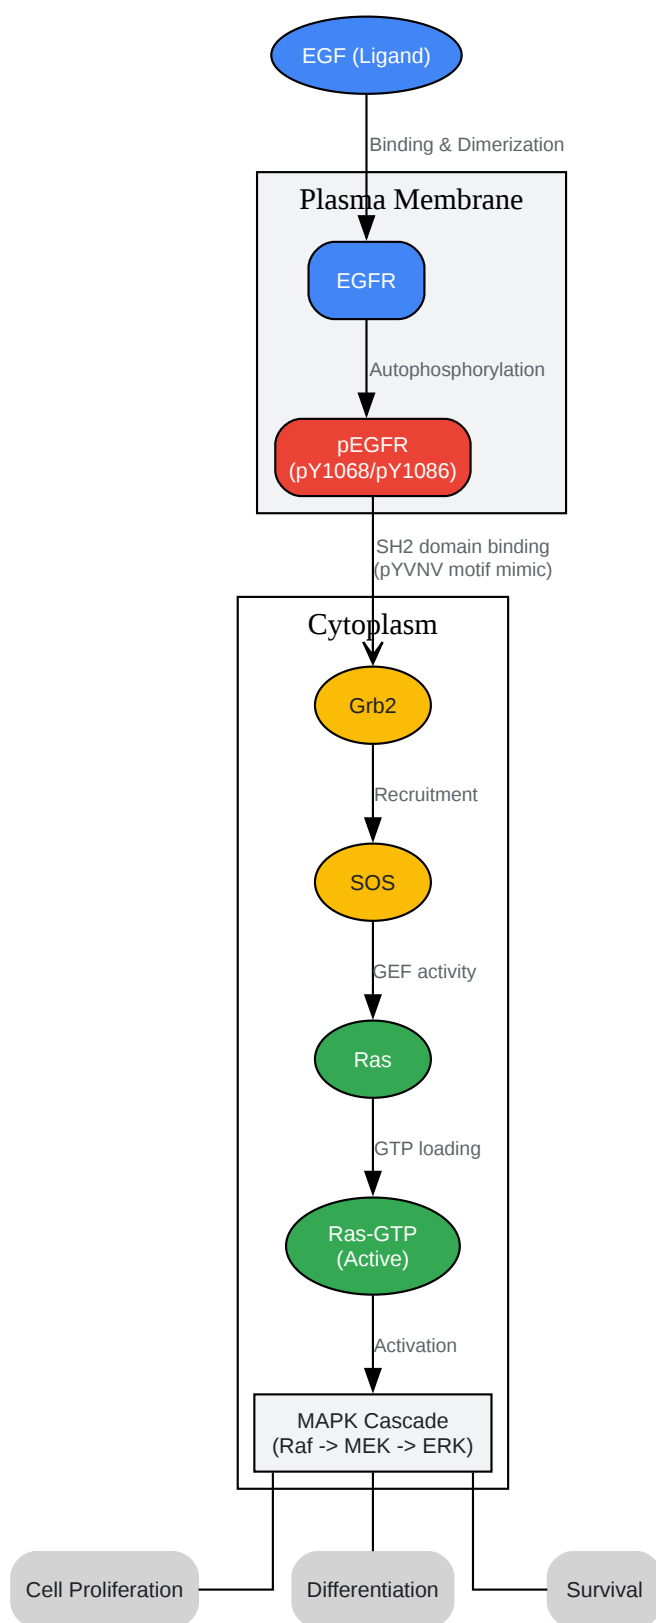 EGF (Ligand)
Binding & Dimerization
Plasma Membrane
EGFR
Autophosphorylation
pEGFR
(pY1068/pY1086)
SH2 domain binding
(pYVNV motif mimic)
Cytoplasm
Grb2
Recruitment
SOS
GEF activity
Ras
GTP loading
Ras-GTP
(Active)
Activation
MAPK Cascade
(Raf -> MEK -> ERK)
Cell Proliferation
Differentiation
Survival